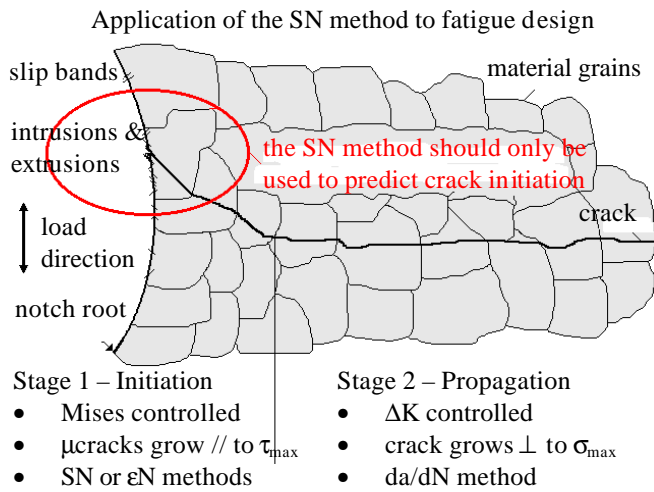 Application of the SN method to fatigue design
slip bands
material grains
intrusions &
extrusions
the SN method should only be
used to predict crack initiation
crack
load
direction
notch root
Stage 1 – Initiation
• Mises controlled
• μcracks grow // to τmax
• SN or εN methods
Stage 2 – Propagation
• ΔK controlled
• crack grows ⊥ to σmax
• da/dN method